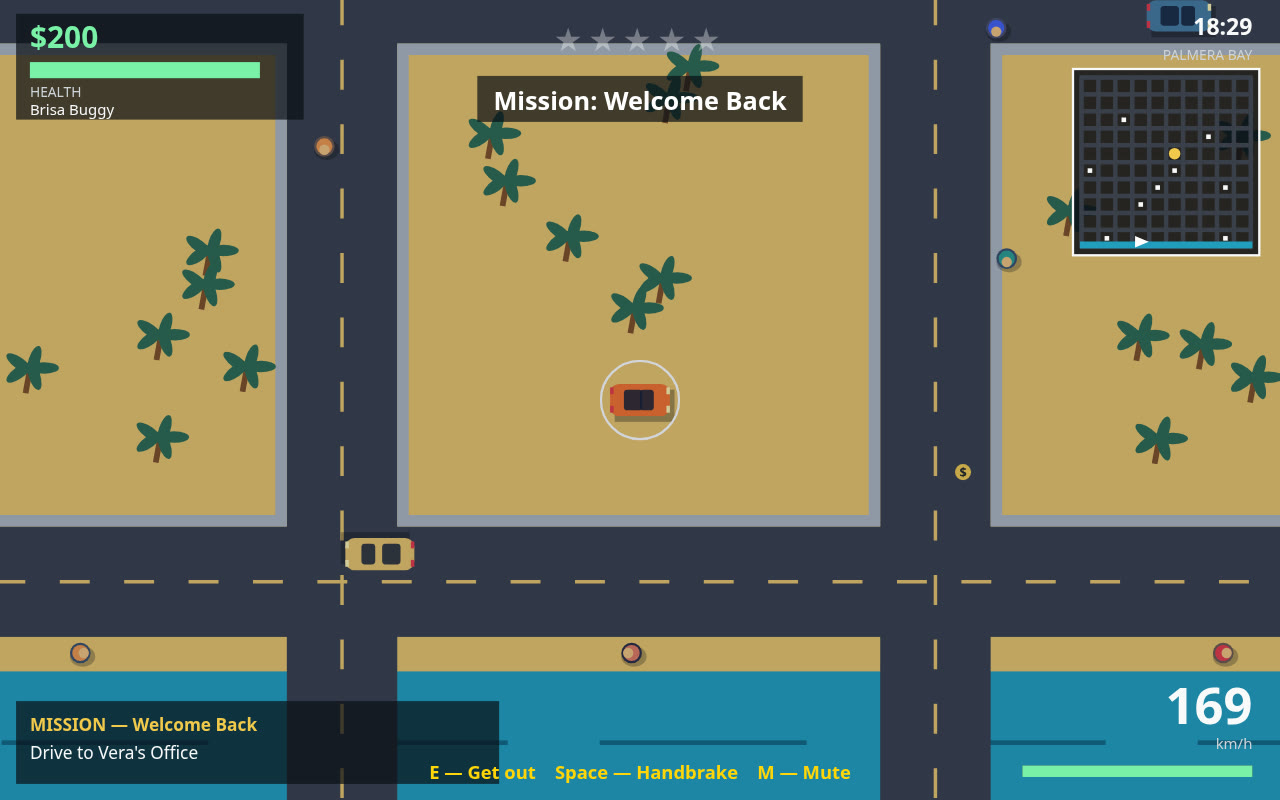 $200
HEALTH
Brisa Buggy
Mission: Welcome Back
18:29
PALMERA BAY
$
MISSION — Welcome Back
Drive to Vera's Office
E — Get out Space — Handbrake M — Mute
169
km/h